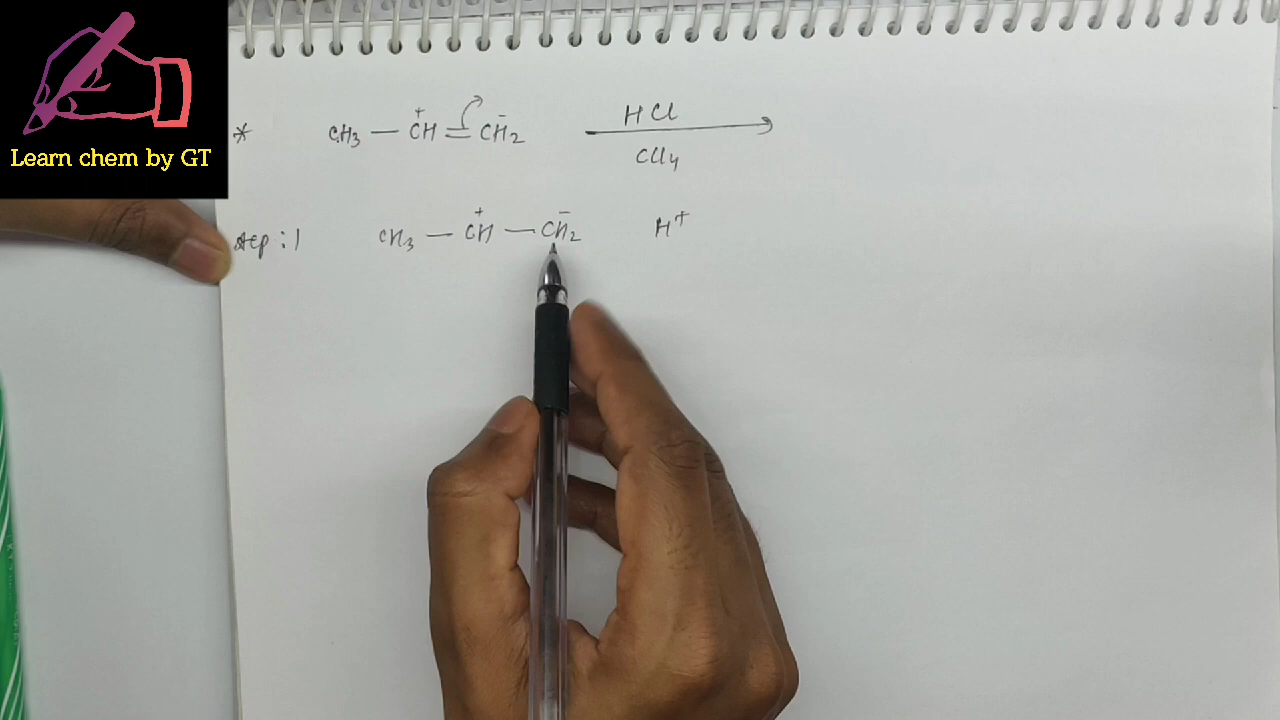 Learn chem by GT
* CH3 — C⁺H = C⁻H2 HCl
CCl4
step : 1 CH3 — C⁺H — C⁻H2 H+